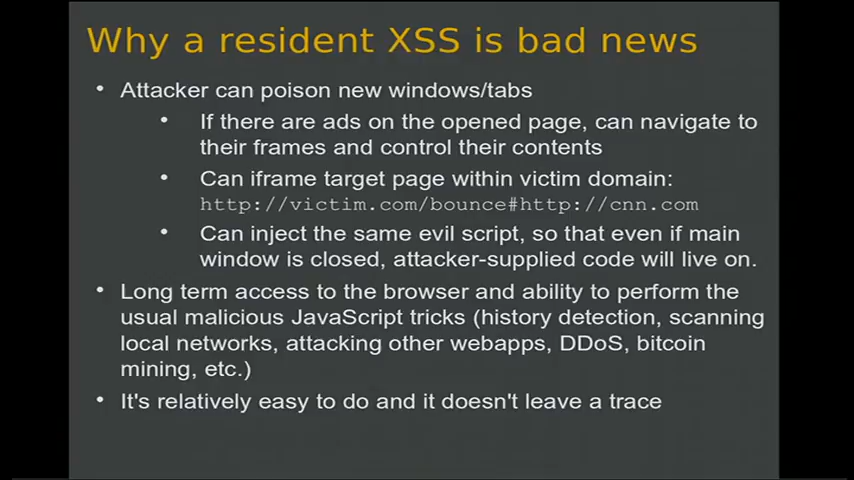 Why a resident XSS is bad news
• Attacker can poison new windows/tabs
• If there are ads on the opened page, can navigate to
their frames and control their contents
• Can iframe target page within victim domain:
http://victim.com/bounce#http://cnn.com
• Can inject the same evil script, so that even if main
window is closed, attacker-supplied code will live on.
• Long term access to the browser and ability to perform the
usual malicious JavaScript tricks (history detection, scanning
local networks, attacking other webapps, DDoS, bitcoin
mining, etc.)
• It's relatively easy to do and it doesn't leave a trace